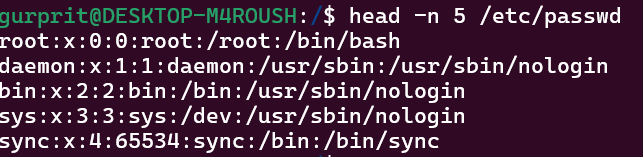 gurprit@DESKTOP-M4ROUSH:/$ head -n 5 /etc/passwd
root:x:0:0:root:/root:/bin/bash
daemon:x:1:1:daemon:/usr/sbin:/usr/sbin/nologin
bin:x:2:2:bin:/bin:/usr/sbin/nologin
sys:x:3:3:sys:/dev:/usr/sbin/nologin
sync:x:4:65534:sync:/bin:/bin/sync